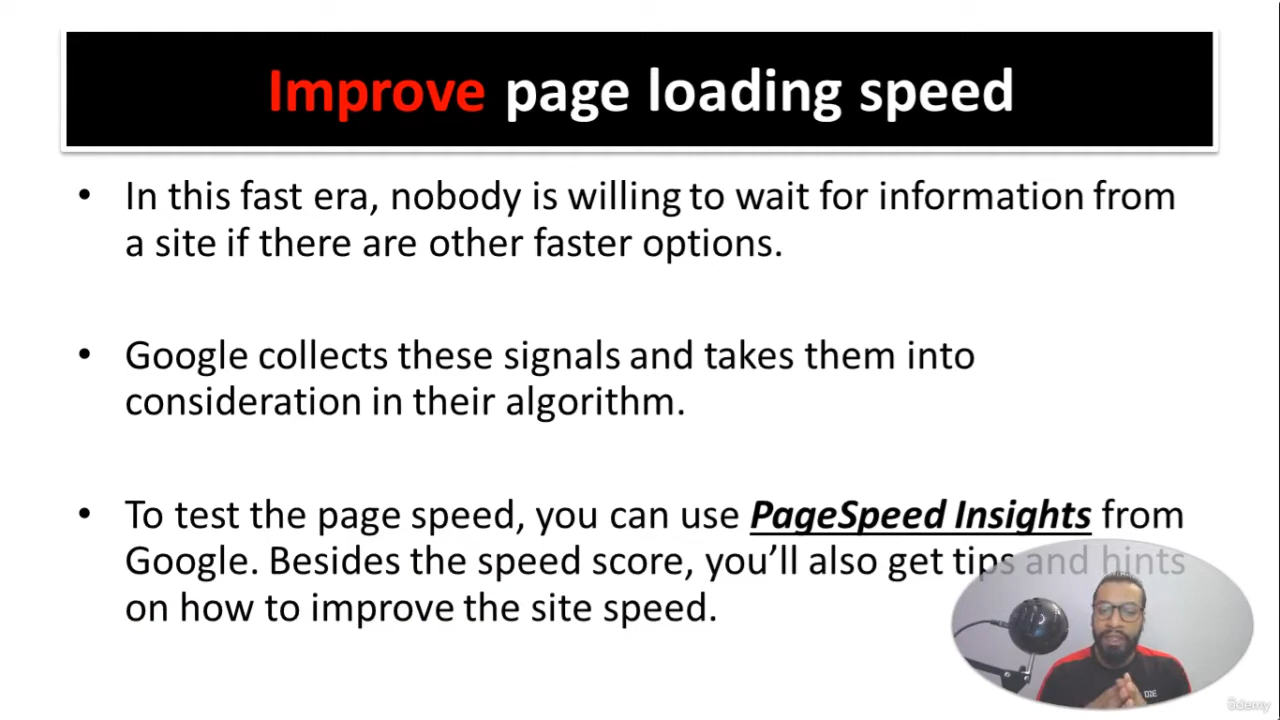 Improve page loading speed
• In this fast era, nobody is willing to wait for information from
a site if there are other faster options.
• Google collects these signals and takes them into
consideration in their algorithm.
• To test the page speed, you can use PageSpeed Insights from
Google. Besides the speed score, you’ll also get tips and hints
on how to improve the site speed.
ûdemy